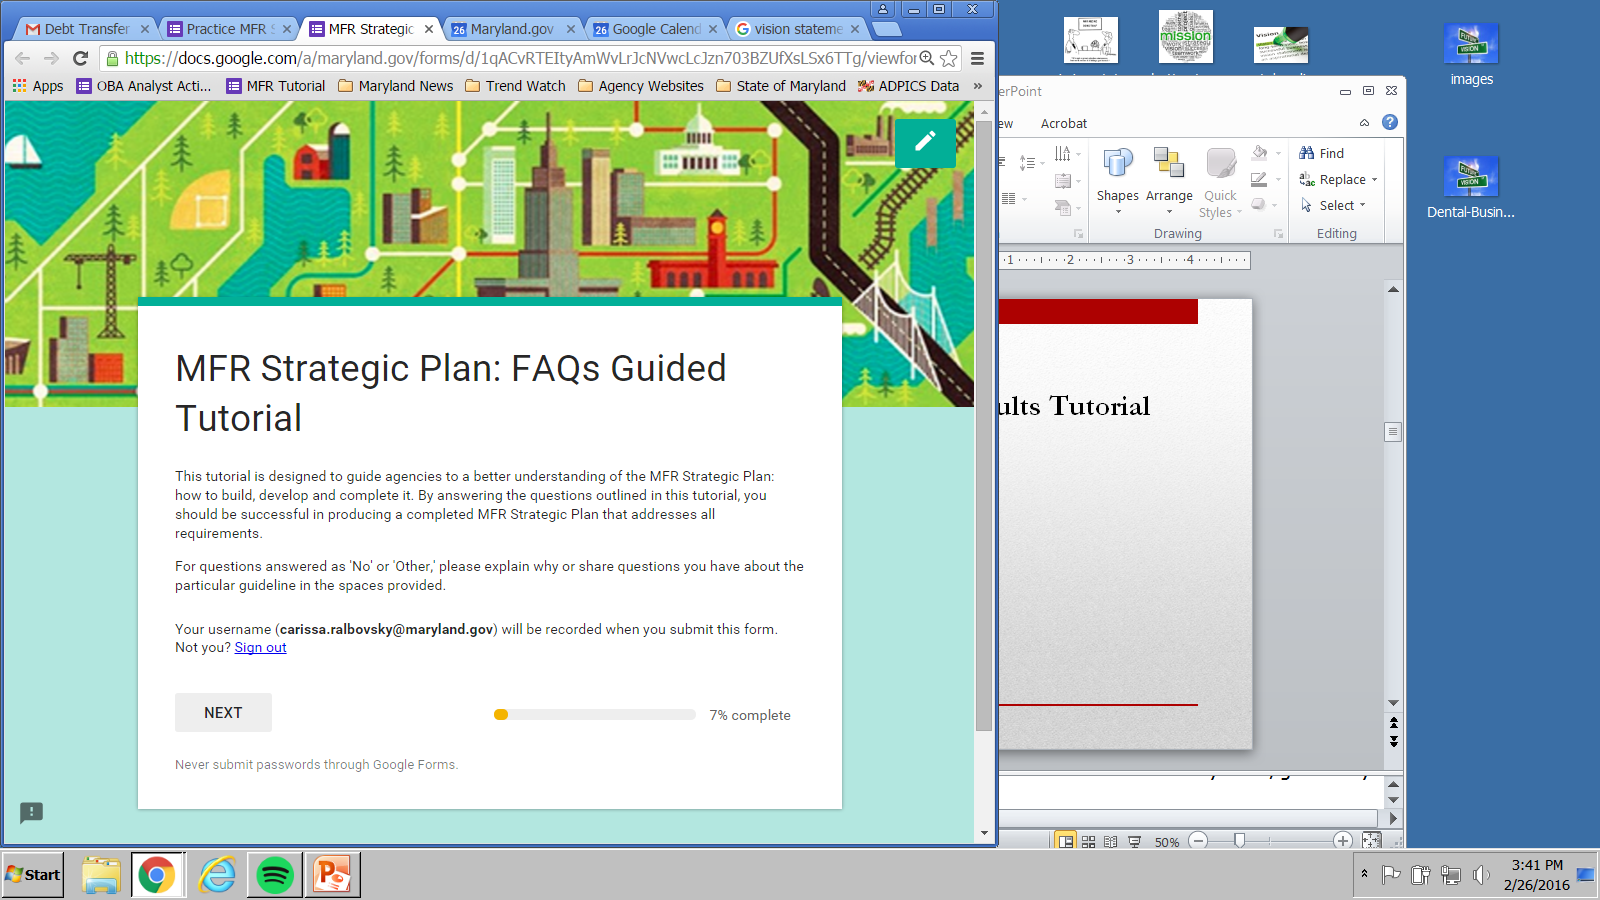 Debt Transfer
Practice MFR S
MFR Strategic
Maryland.gov
Google Calend
vision stateme
https://docs.google.com/a/maryland.gov/forms/d/
Apps
OBA Analyst Acti...
MFR Tutorial
Maryland News
Trend Watch
Agency Websites
State of Maryland
ADPICS Data
»
MFR Strategic Plan: FAQs Guided
Tutorial
This tutorial is designed to guide agencies to a better understanding of the MFR Strategic Plan:
how to build, develop and complete it. By answering the questions outlined in this tutorial, you
should be successful in producing a completed MFR Strategic Plan that addresses all
requirements.
For questions answered as 'No' or 'Other,' please explain why or share questions you have about the
particular guideline in the spaces provided.
Your username (carissa.ralbovsky@maryland.gov) will be recorded when you submit this form.
Not you? Sign out
NEXT
7% complete
Never submit passwords through Google Forms.
mission
Vision
images
Dental-Busin...
erPoint
ew
Acrobat
Shapes
Arrange
Quick
Styles
Drawing
Find
Replace
Select
Editing
1 2 3 4
ults Tutorial
50%
Start
3:41 PM
2/26/2016